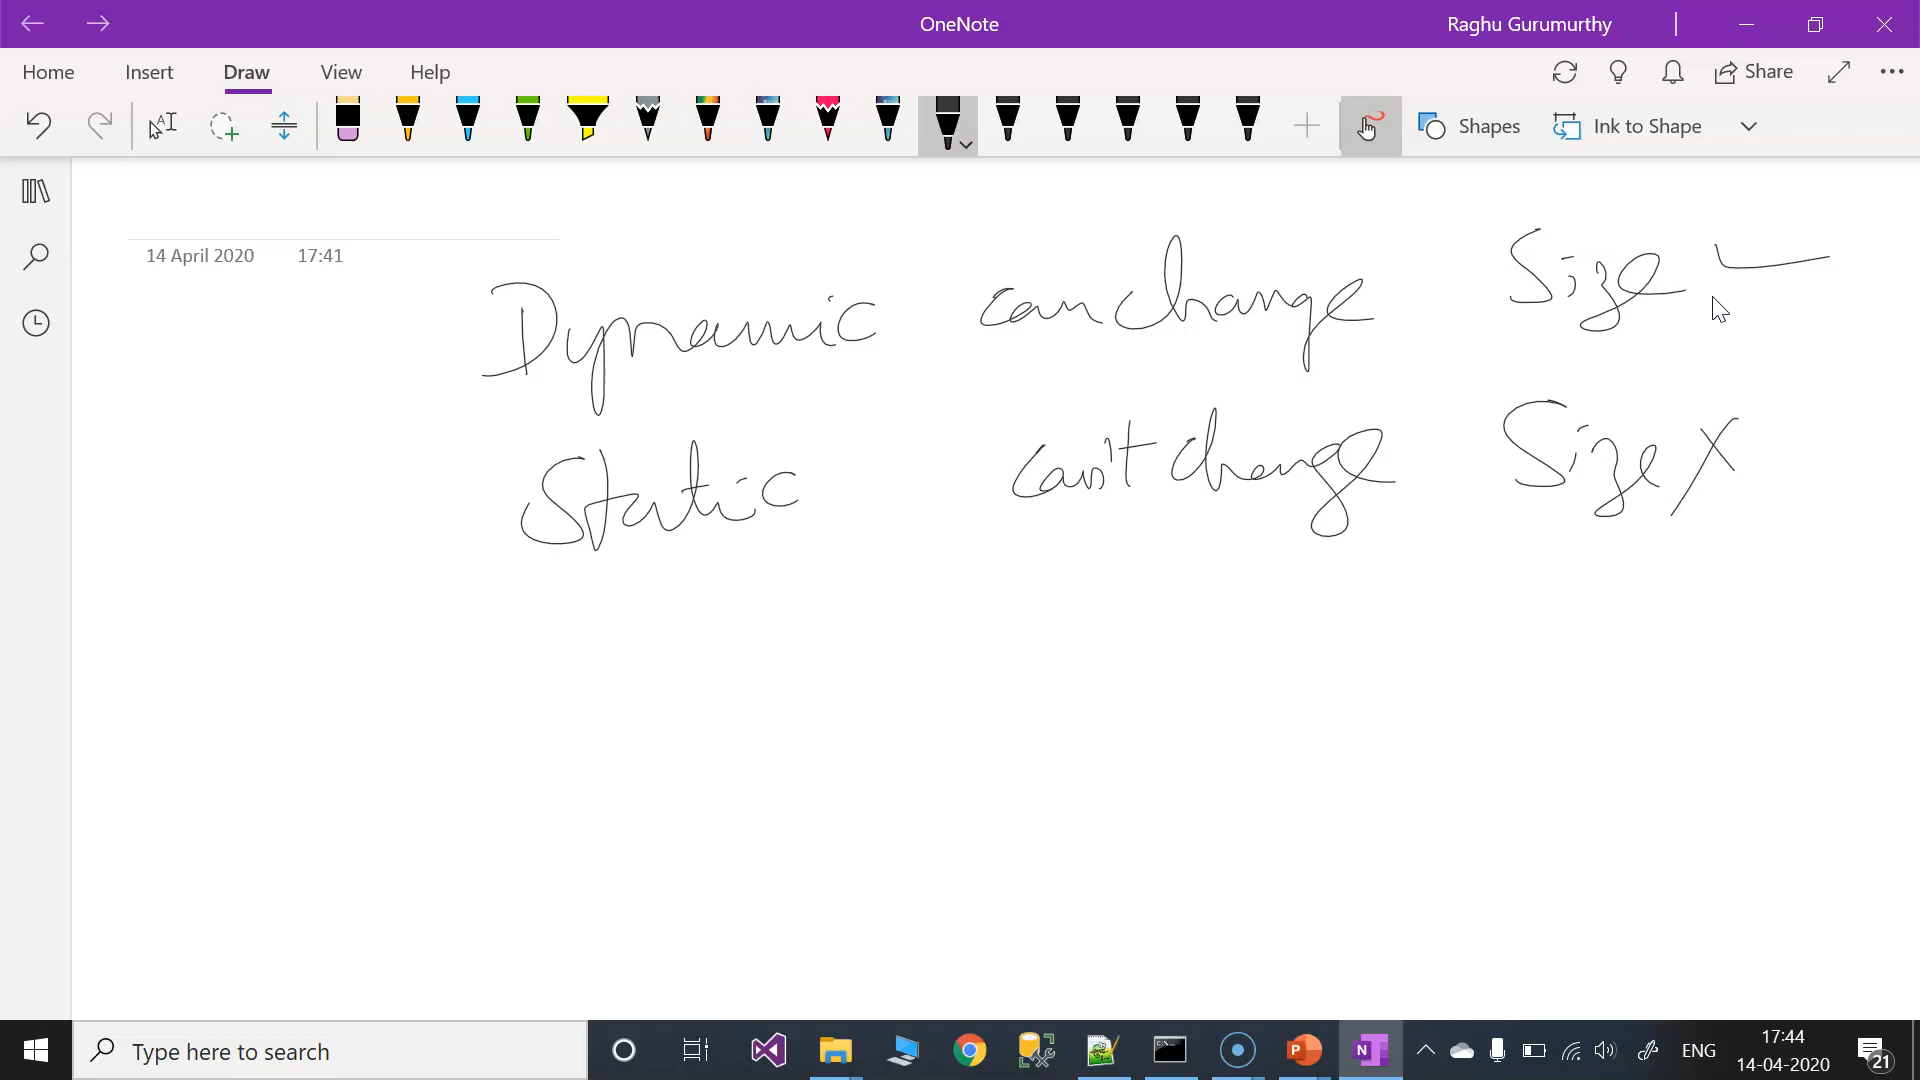 OneNote
Raghu Gurumurthy
Home Insert Draw View Help
Share
Shapes
Ink to Shape
14 April 2020 17:41
Dynamic can change Size
Static can't change Size
Type here to search
ENG
17:44
14-04-2020
21